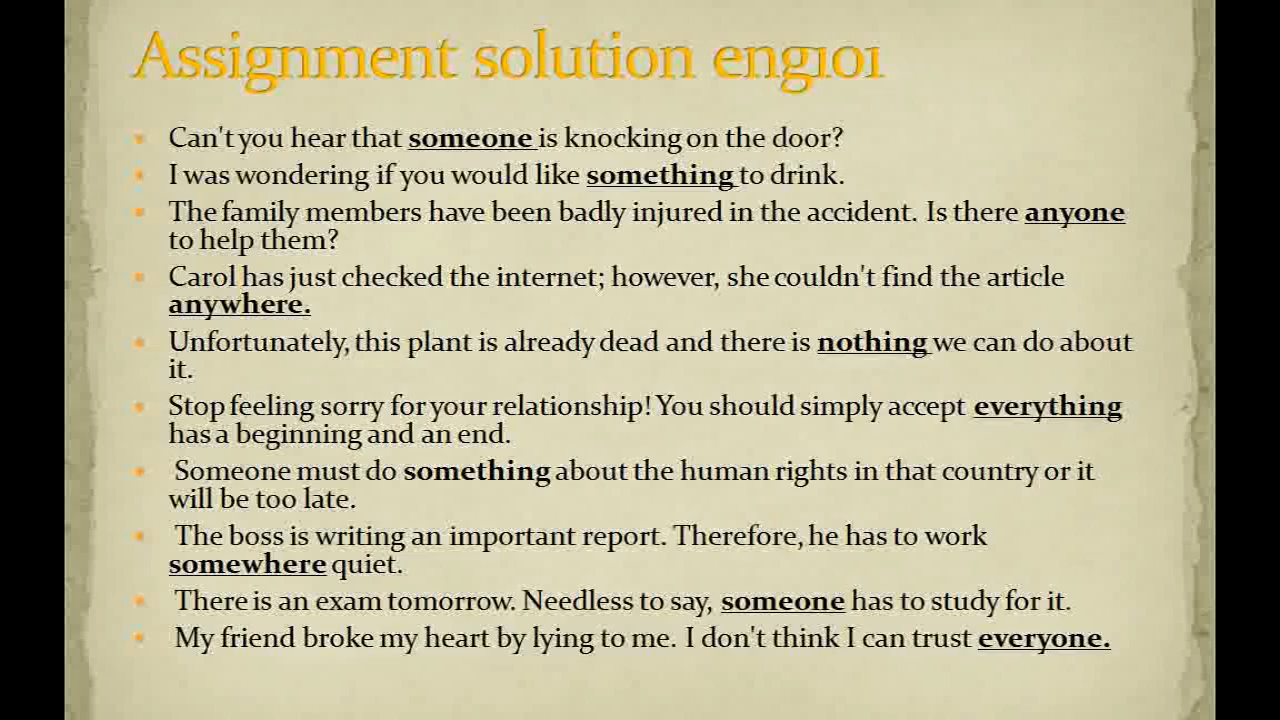 Assignment solution eng101
Can't you hear that someone is knocking on the door?
I was wondering if you would like something to drink.
The family members have been badly injured in the accident. Is there anyone
to help them?
Carol has just checked the internet; however, she couldn't find the article
anywhere.
Unfortunately, this plant is already dead and there is nothing we can do about
it.
Stop feeling sorry for your relationship! You should simply accept everything
has a beginning and an end.
Someone must do something about the human rights in that country or it
will be too late.
The boss is writing an important report. Therefore, he has to work
somewhere quiet.
There is an exam tomorrow. Needless to say, someone has to study for it.
My friend broke my heart by lying to me. I don't think I can trust everyone.